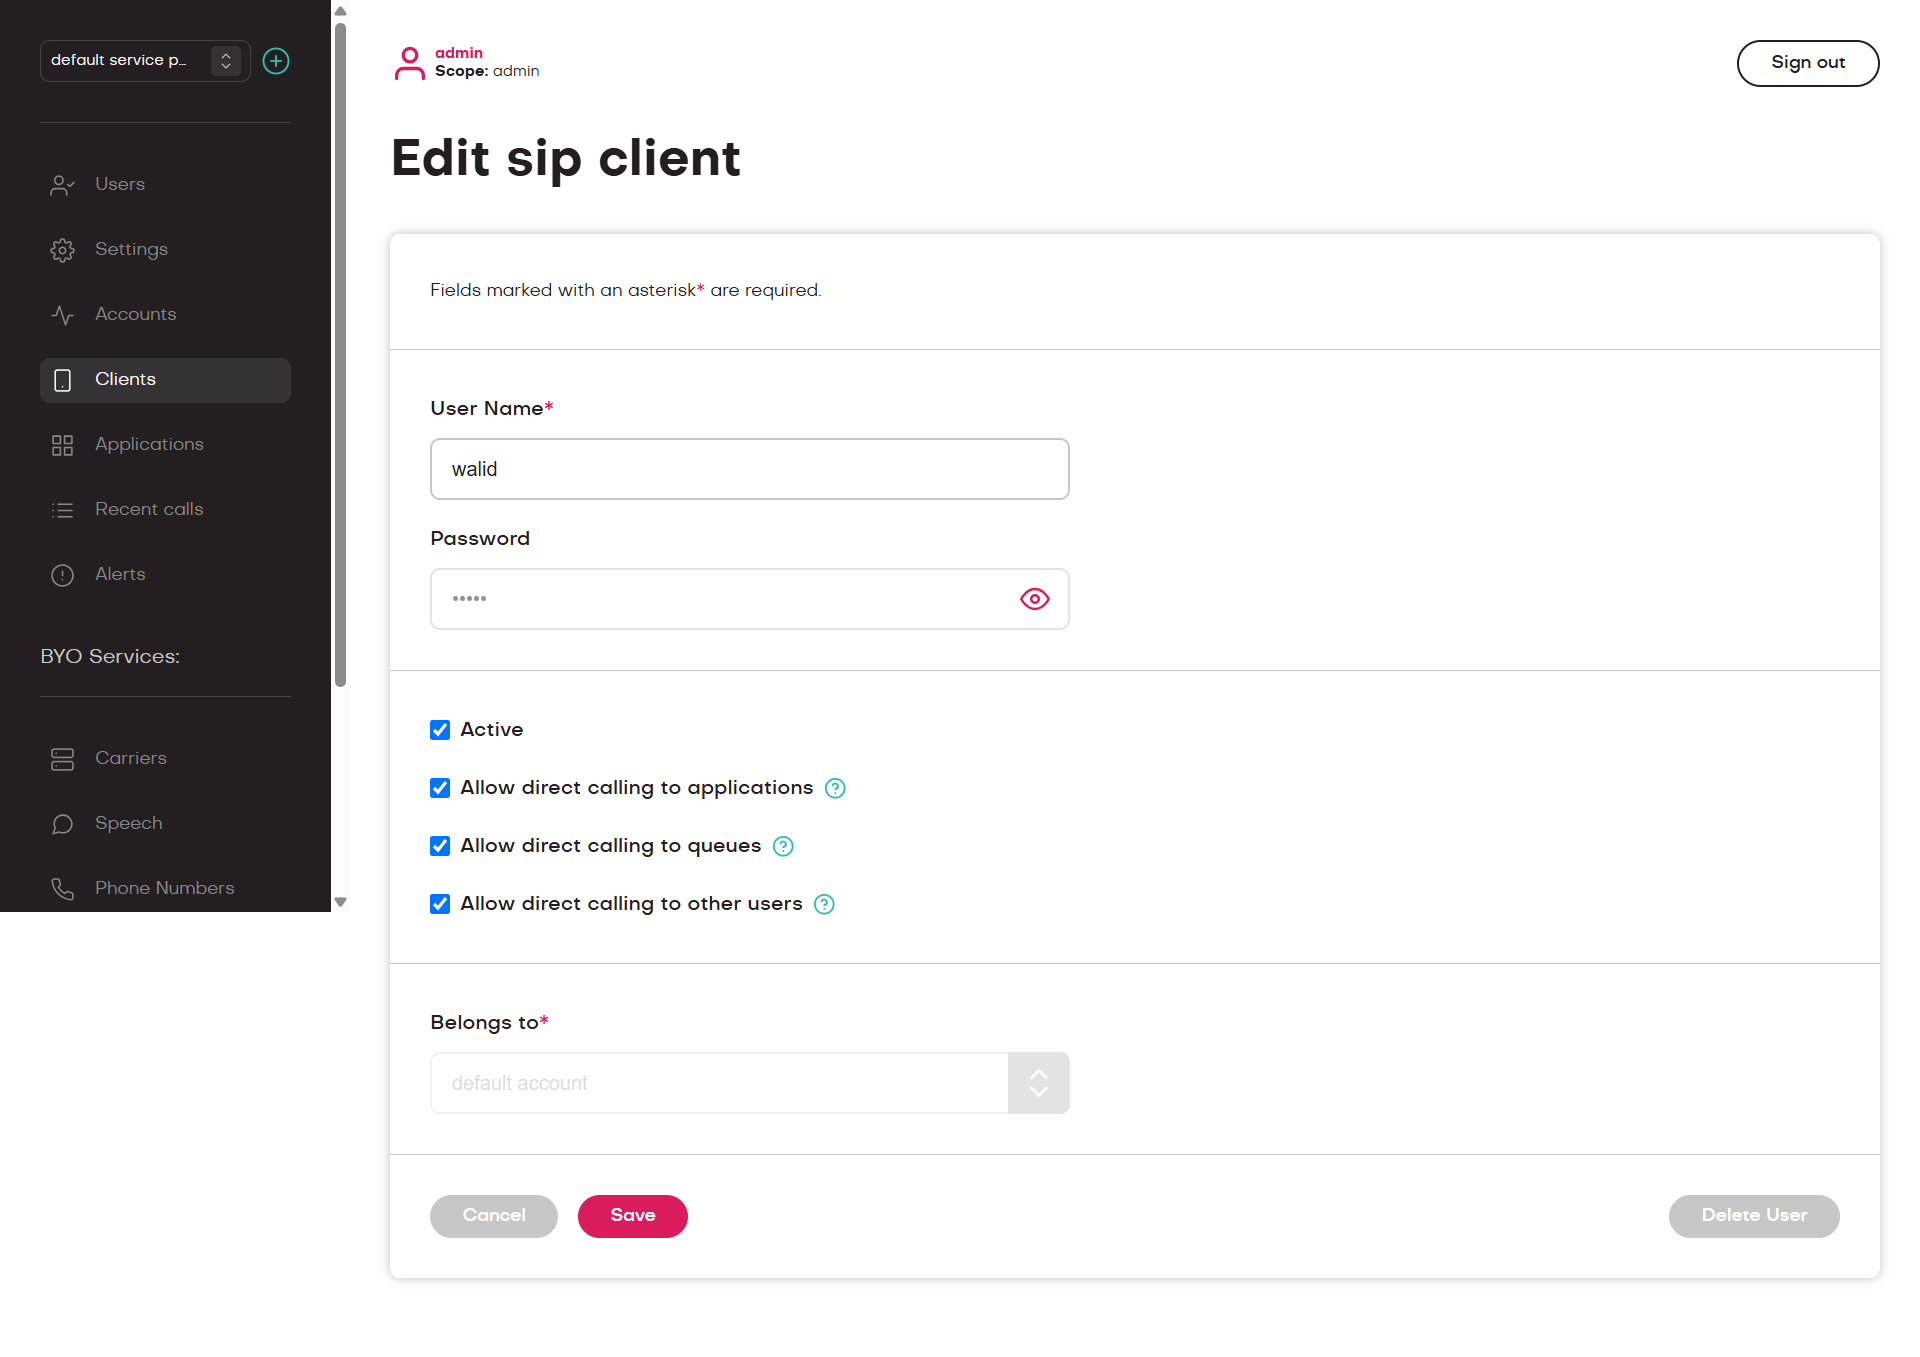 default service p...
Users
Settings
Accounts
Clients
Applications
Recent calls
Alerts
BYO Services:
Carriers
Speech
Phone Numbers
admin
Scope: admin
Sign out
Edit sip client
Fields marked with an asterisk* are required.
User Name*
walid
Password
•••••
Active
Allow direct calling to applications
Allow direct calling to queues
Allow direct calling to other users
Belongs to*
default account
Cancel
Save
Delete User